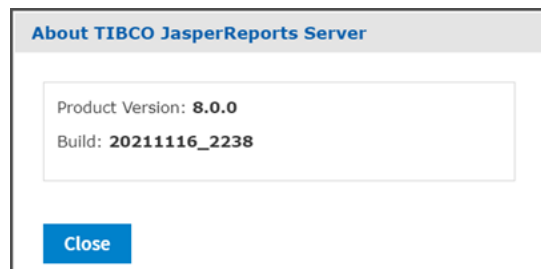 About TIBCO JasperReports Server
Product Version: 8.0.0
Build: 20211116_2238
Close